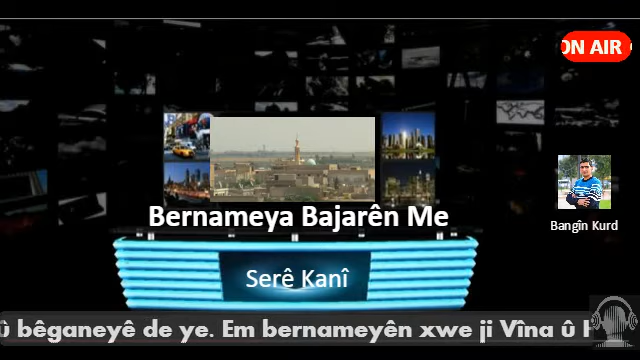 ON AIR
Bernameya Bajarên Me
Bangîn Kurd
Serê Kanî
û bêganeyê de ye. Em bernameyên xwe ji Vîna û